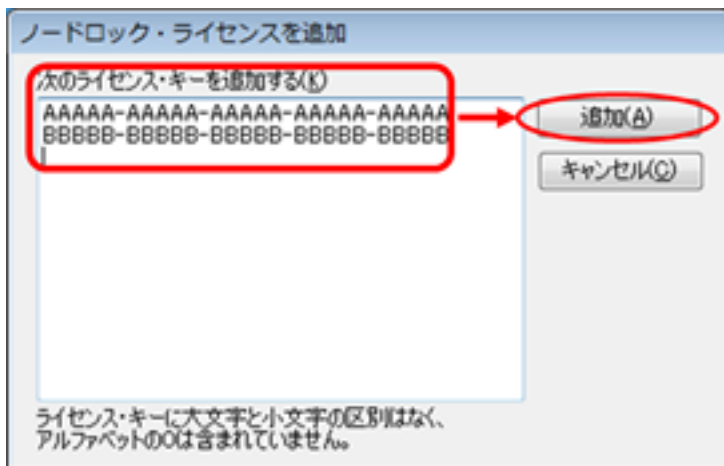 ノードロック・ライセンスを追加
次のライセンス・キーを追加する(K)
AAAAA-AAAAA-AAAAA-AAAAA-AAAAA
BBBBB-BBBBB-BBBBB-BBBBB-BBBBB
追加(A)
キャンセル(C)
ライセンス・キーに大文字と小文字の区別はなく、
アルファベットのOは含まれていません。